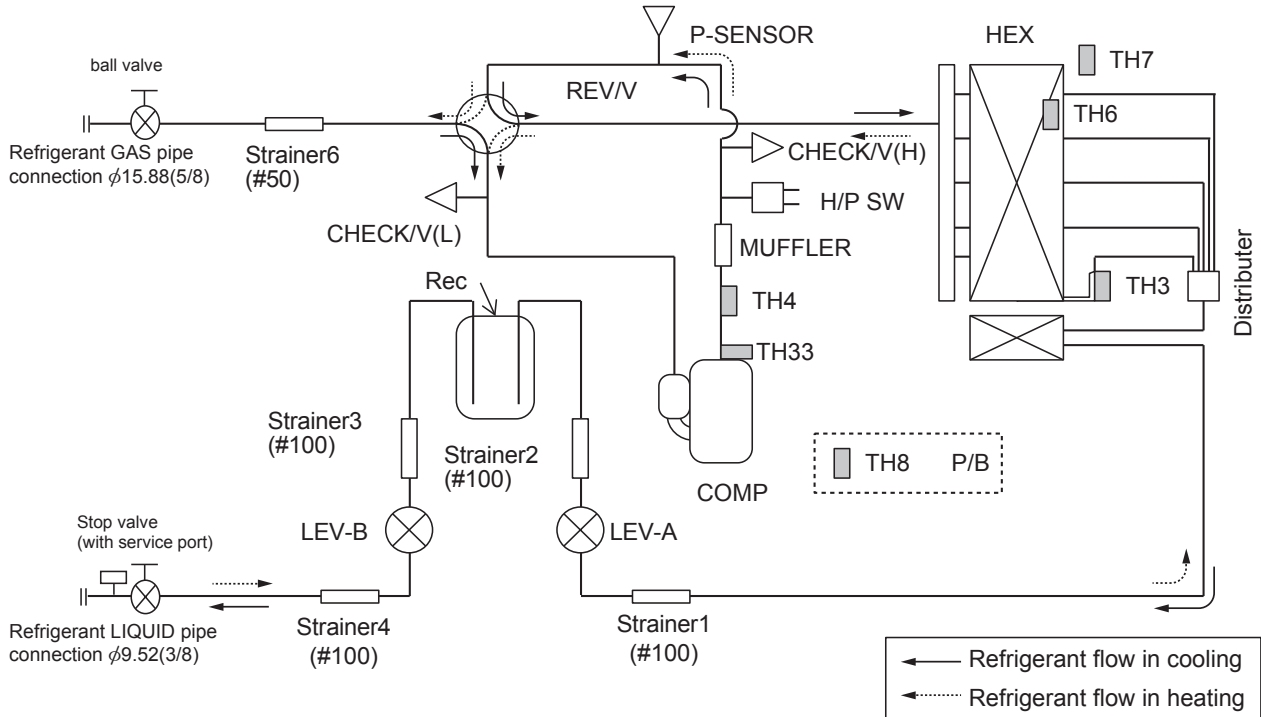 P-SENSOR
HEX
TH7
ball valve
REV/V
TH6
Refrigerant GAS pipe
connection ϕ15.88(5/8)
Strainer6
(#50)
CHECK/V(H)
CHECK/V(L)
H/P SW
MUFFLER
Rec
TH4
TH3
Distributer
TH33
Strainer3
(#100)
Strainer2
(#100)
TH8
P/B
COMP
Stop valve
(with service port)
LEV-B
LEV-A
Refrigerant LIQUID pipe
connection ϕ9.52(3/8)
Strainer4
(#100)
Strainer1
(#100)
Refrigerant flow in cooling
Refrigerant flow in heating